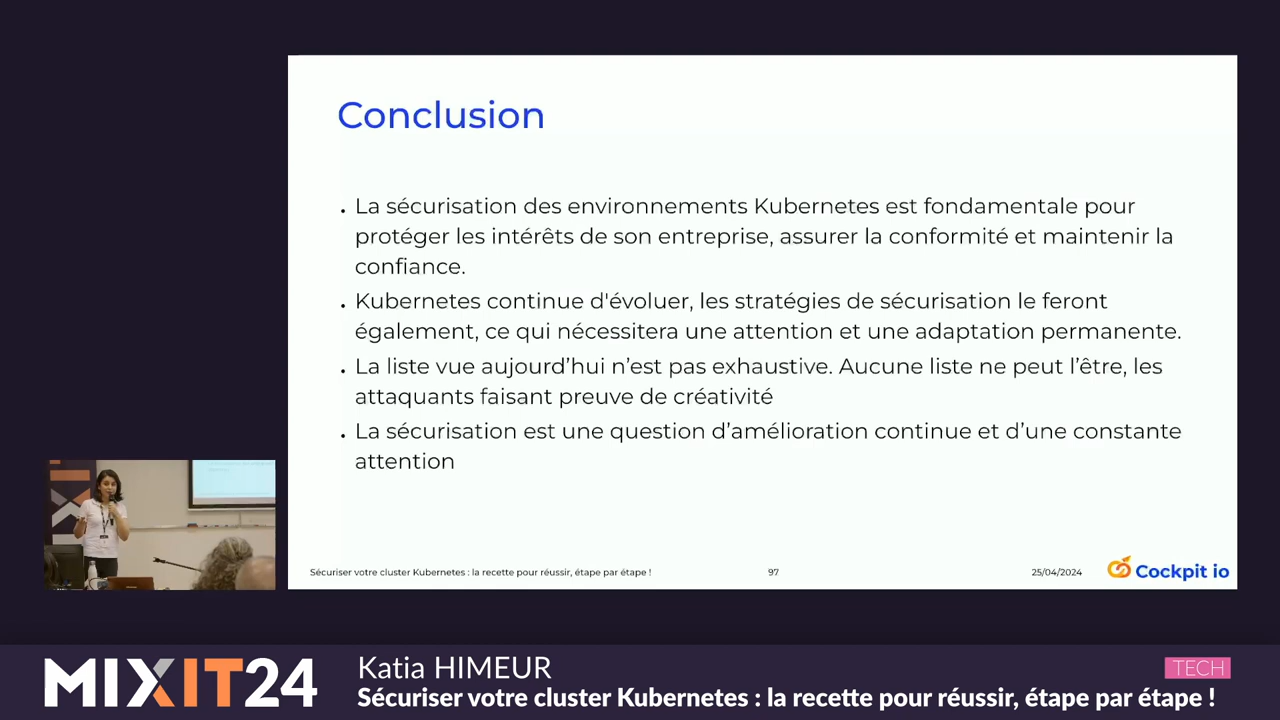 Conclusion
. La sécurisation des environnements Kubernetes est fondamentale pour
protéger les intérêts de son entreprise, assurer la conformité et maintenir la
confiance.
. Kubernetes continue d'évoluer, les stratégies de sécurisation le feront
également, ce qui nécessitera une attention et une adaptation permanente.
. La liste vue aujourd’hui n’est pas exhaustive. Aucune liste ne peut l’être, les
attaquants faisant preuve de créativité
. La sécurisation est une question d’amélioration continue et d’une constante
attention
Sécuriser votre cluster Kubernetes : la recette pour réussir, étape par étape !
97
25/04/2024
Cockpit io
MIXIT24
Katia HIMEUR
TECH
Sécuriser votre cluster Kubernetes : la recette pour réussir, étape par étape !